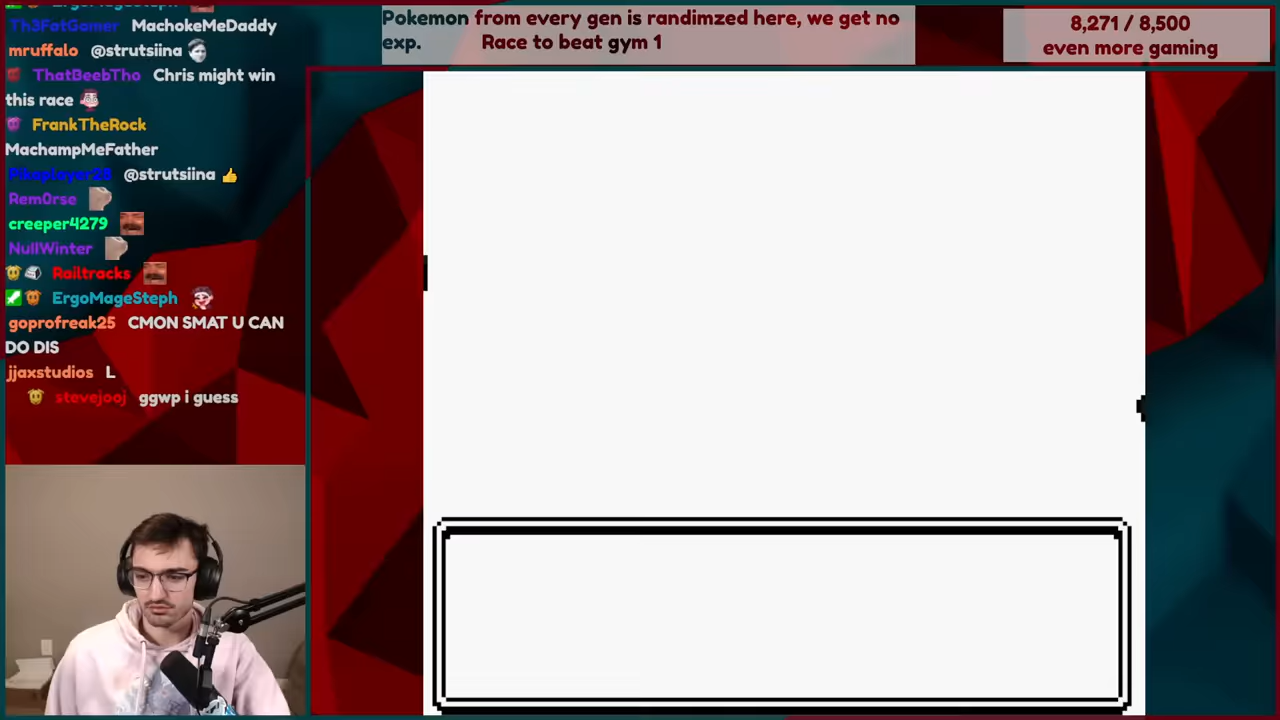 Th3FatGamer MachokeMeDaddy
mruffalo @strutsiina
ThatBeebTho Chris might win
this race
FrankTheRock
MachampMeFather
Pikaplayer28 @strutsiina
Rem0rse
creeper4279
NullWinter
Railtracks
ErgoMageSteph
goprofreak25 CMON SMAT U CAN
DO DIS
jjaxstudios L
stevejooj ggwp i guess
Pokemon from every gen is randimzed here, we get no
exp. Race to beat gym 1
8,271 / 8,500
even more gaming